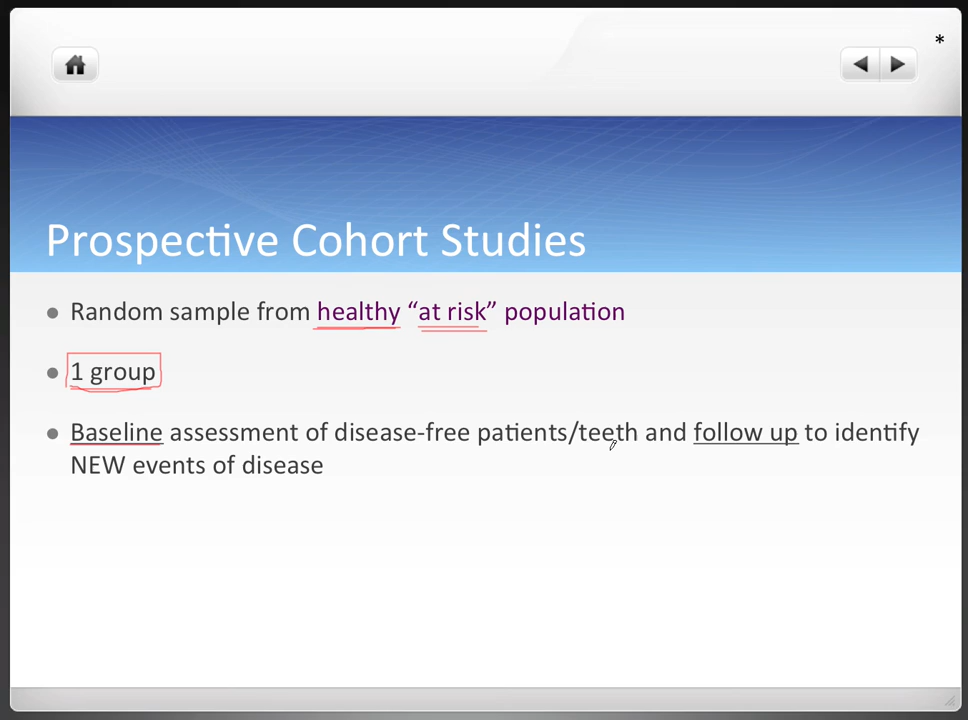 *
Prospective Cohort Studies
● Random sample from healthy “at risk” population
● 1 group
● Baseline assessment of disease-free patients/teeth and follow up to identify
NEW events of disease